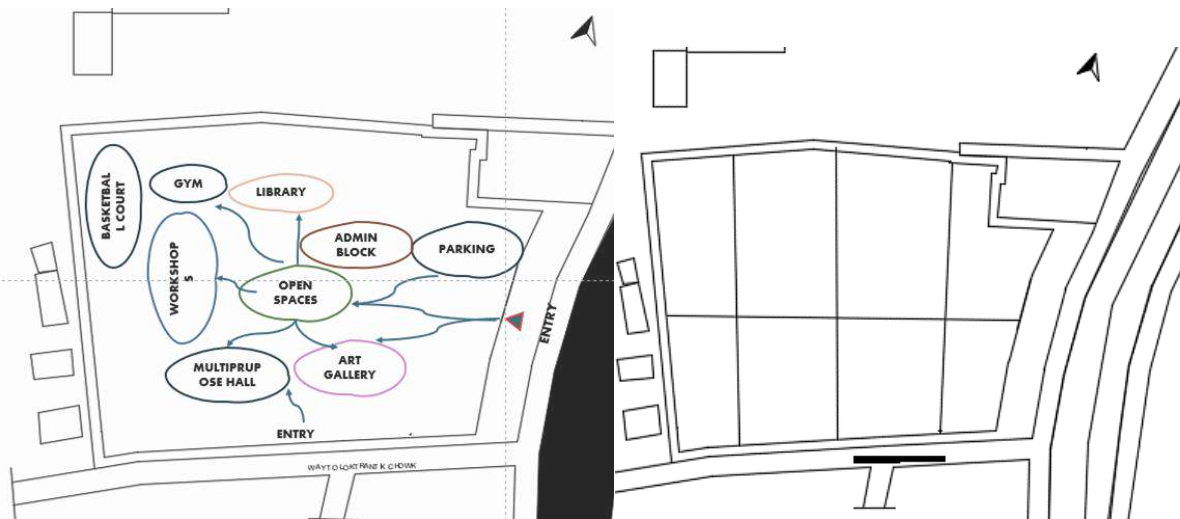 GYM
LIBRARY
BASKETBAL
L COURT
ADMIN
BLOCK
PARKING
WORKSHOP
S
OPEN
SPACES
ENTRY
MULTIPRUP
OSE HALL
ART
GALLERY
ENTRY